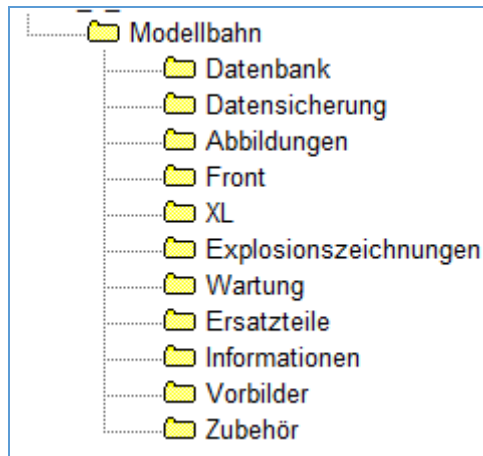 Modellbahn
Datenbank
Datensicherung
Abbildungen
Front
XL
Explosionszeichnungen
Wartung
Ersatzteile
Informationen
Vorbilder
Zubehör